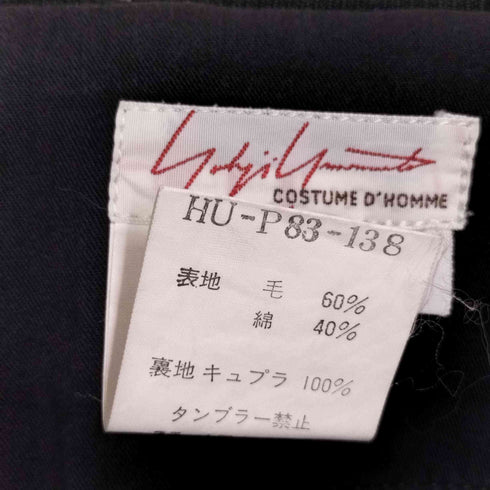 Yohji Yamamoto
COSTUME D'HOMME
HU-P83-138
表地 毛 60%
綿 40%
裏地 キュプラ 100%
タンブラー禁止